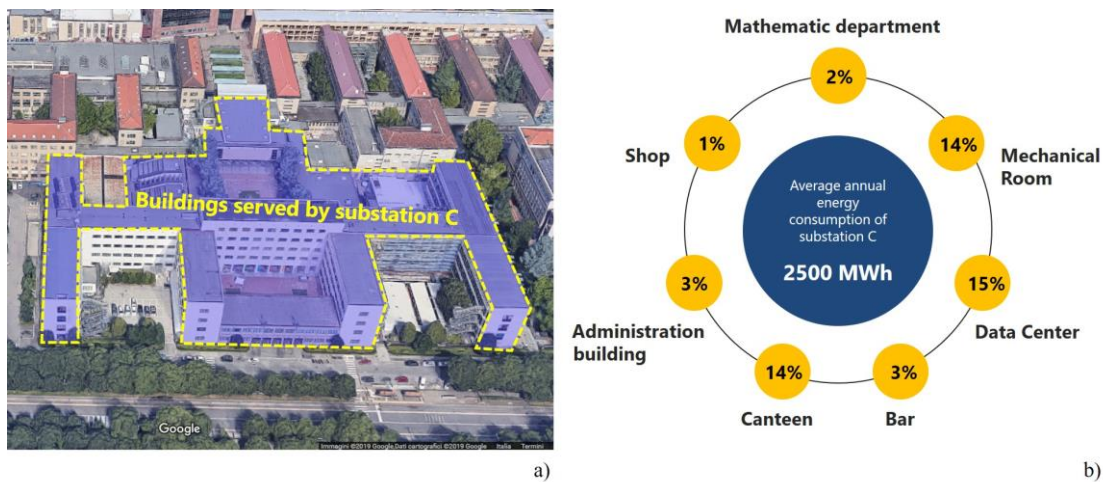 Buildings served by substation C
Google
Immagini ©2019 Google,Dati cartografici ©2019 Google Italia Termini
a)
Mathematic department
2%
Shop
1%
14%
Mechanical
Room
Average annual
energy
consumption of
substation C
2500 MWh
3%
Administration
building
15%
Data Center
14%
Canteen
3%
Bar
b)